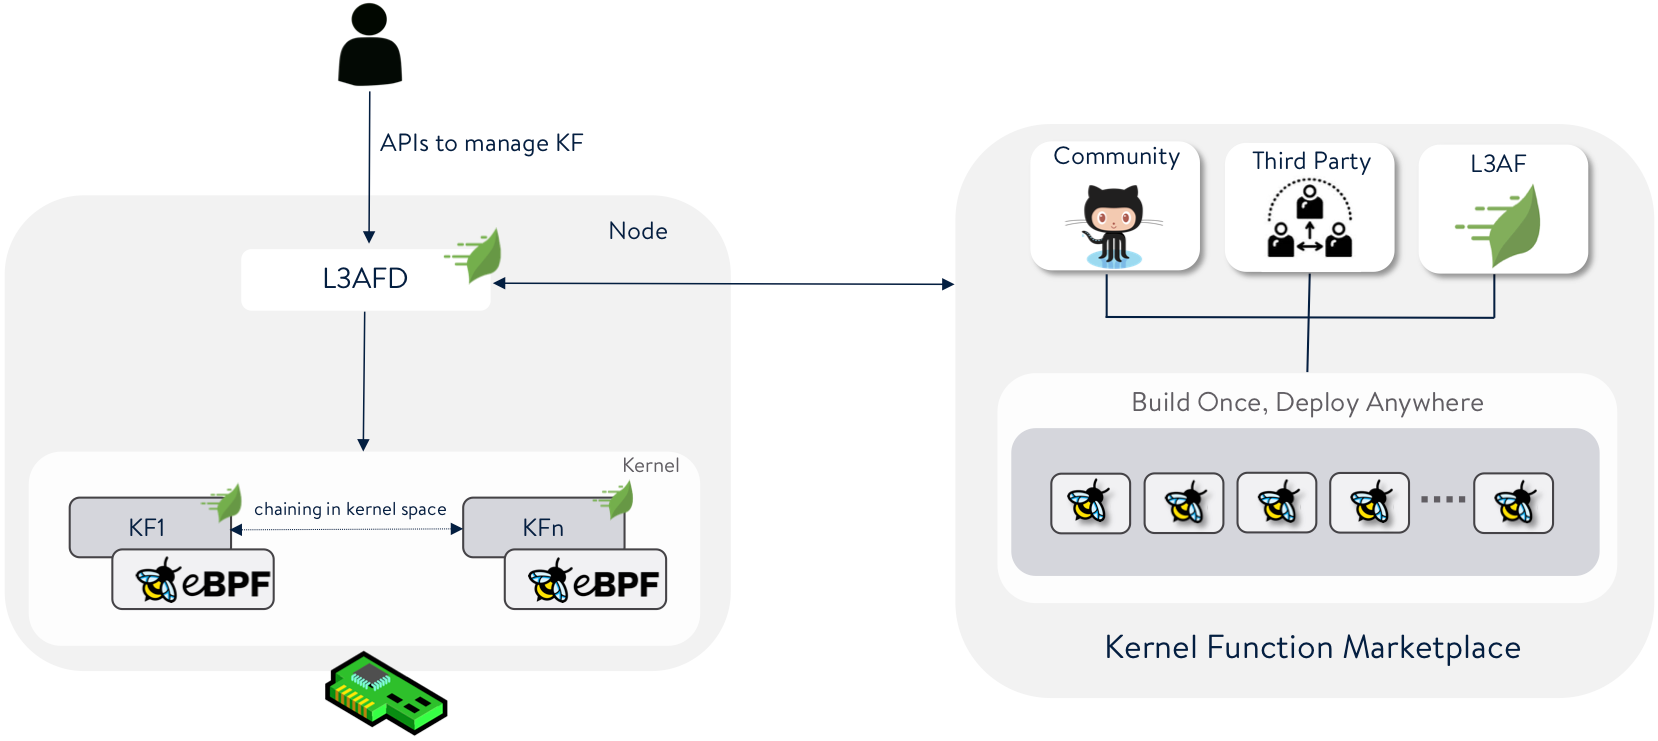 APIs to manage KF
Node
L3AFD
Kernel
KF1
chaining in kernel space
KFn
eBPF
eBPF
Community
Third Party
L3AF
Build Once, Deploy Anywhere
Kernel Function Marketplace